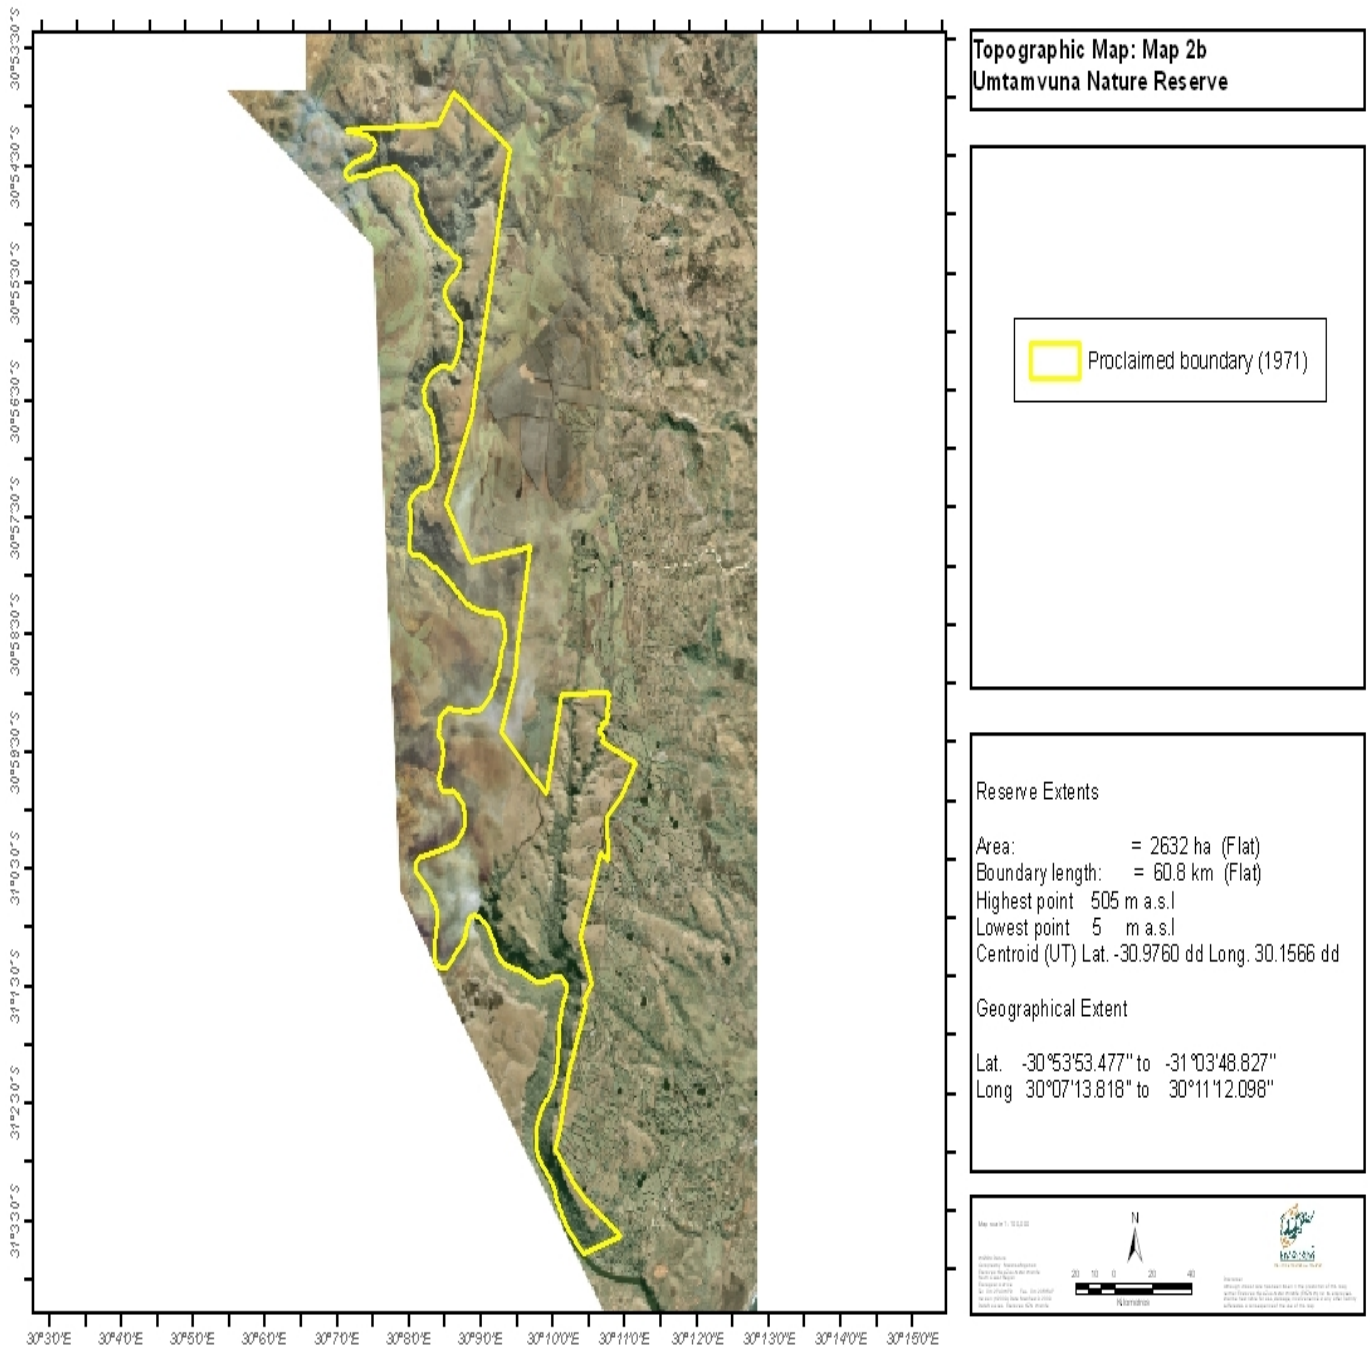 Topographic Map: Map 2b
Umtamvuna Nature Reserve
Proclaimed boundary (1971)
Reserve Extents
Area: = 2632 ha (Flat)
Boundary length: = 60.8 km (Flat)
Highest point 505 m a.s.l
Lowest point 5 m a.s.l
Centroid (UT) Lat. -30.9760 dd Long. 30.1566 dd
Geographical Extent
Lat. -30°53'53.477" to -31°03'48.827"
Long 30°07'13.818" to 30°11'12.098"
N
20 10 0 20 40
Kilometres
30°53'30"S
30°54'30"S
30°55'30"S
30°56'30"S
30°57'30"S
30°58'30"S
30°59'30"S
31°0'30"S
31°1'30"S
31°2'30"S
31°3'30"S
30°3'0"E 30°4'0"E 30°5'0"E 30°6'0"E 30°7'0"E 30°8'0"E 30°9'0"E 30°10'0"E 30°11'0"E 30°12'0"E 30°13'0"E 30°14'0"E 30°15'0"E